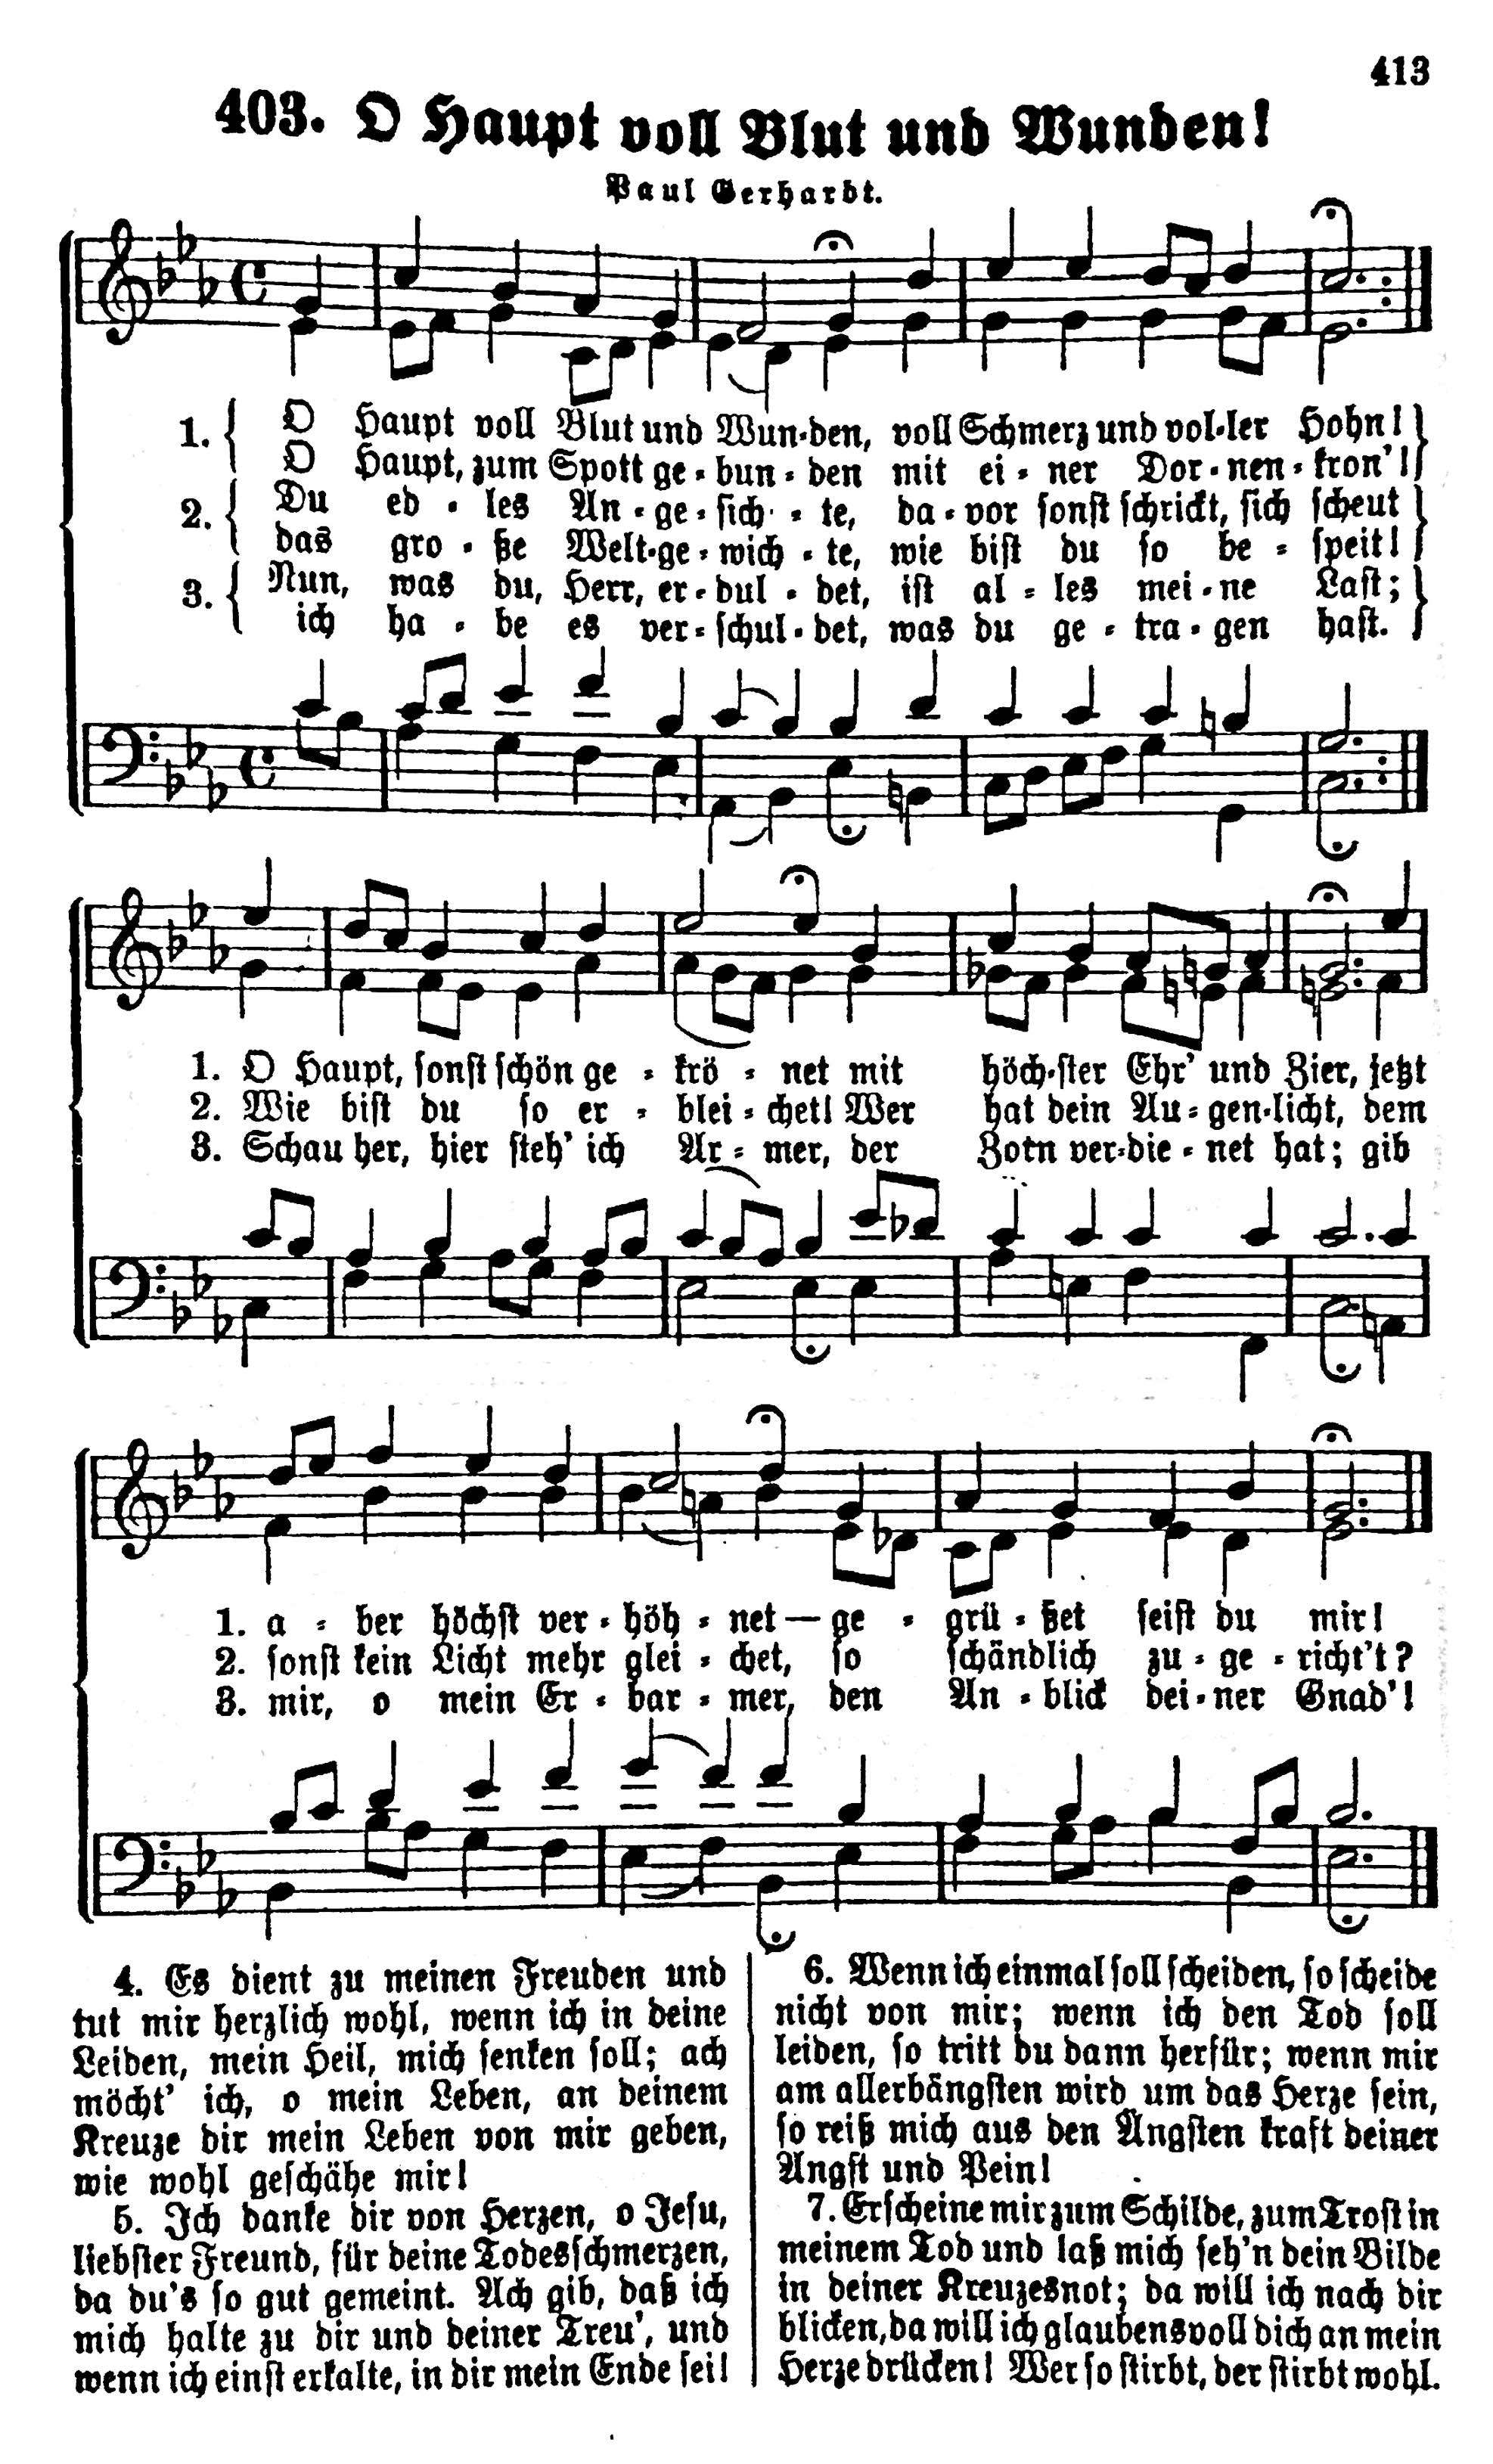 413
403. O Haupt voll Blut und Wunden!
Paul Gerhardt.
1. { O Haupt voll Blut und Wun-den, voll Schmerz und vol-ler Hohn! }
O Haupt, zum Spott ge-bun-den mit ei-ner Dor-nen-kron'!
2. { Du ed-les An-ge-sich-te, da-vor sonst schrickt, sich scheut }
das gro-ße Welt-ge-wich-te, wie bist du so be-speit!
3. { Nun, was du, Herr, er-dul-det, ist al-les mei-ne Last; }
ich ha-be es ver-schul-det, was du ge-tra-gen hast.
1. O Haupt, sonst schön ge-krö-net mit höch-ster Ehr' und Zier, jetzt
2. Wie bist du so er-blei-chet! Wer hat dein Au-gen-licht, dem
3. Schau her, hier steh' ich Ar-mer, der Zorn ver-die-net hat; gib
1. a-ber höchst ver-höh-net — ge-grü-ßet seist du mir!
2. sonst kein Licht mehr glei-chet, so schändlich zu-ge-richt't?
3. mir, o mein Er-bar-mer, den An-blick dei-ner Gnad'!
4. Es dient zu meinen Freuden und
tut mir herzlich wohl, wenn ich in deine
Leiden, mein Heil, mich senken soll; ach
möcht' ich, o mein Leben, an deinem
Kreuze dir mein Leben von mir geben,
wie wohl geschähe mir!
5. Ich danke dir von Herzen, o Jesu,
liebster Freund, für deine Todesschmerzen,
da du's so gut gemeint. Ach gib, daß ich
mich halte zu dir und deiner Treu', und
wenn ich einst erkalte, in dir mein Ende sei!
6. Wenn ich einmal soll scheiden, so scheide
nicht von mir; wenn ich den Tod soll
leiden, so tritt du dann herfür; wenn mir
am allerbängsten wird um das Herze sein,
so reiß mich aus den Ängsten kraft deiner
Angst und Pein!
7. Erscheine mir zum Schilde, zum Trost in
meinem Tod und laß mich seh'n dein Bilde
in deiner Kreuzesnot; da will ich nach dir
blicken, da will ich glaubensvoll dich an mein
Herze drücken! Wer so stirbt, der stirbt wohl.